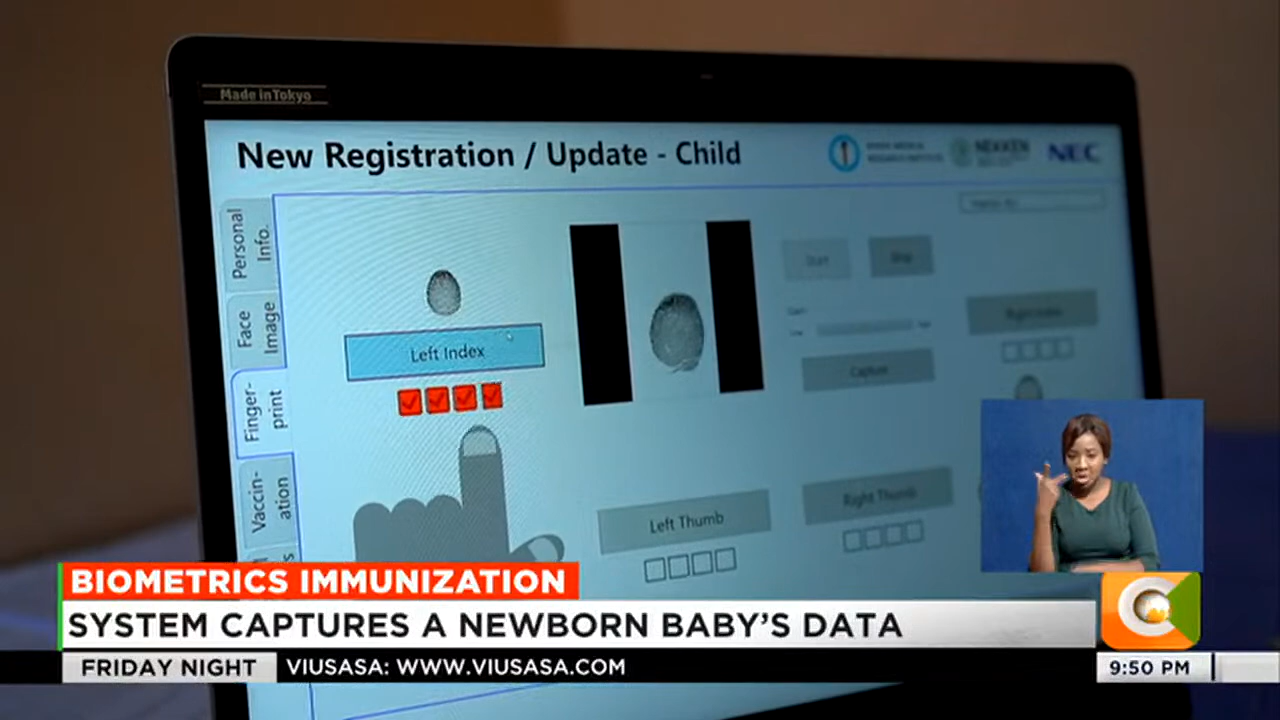 Made in Tokyo
New Registration / Update - Child
NEC
Personal
Info.
Face
Image
Finger-
print
Vaccin-
ation
Left Index
Capture
Left Thumb
Right Thumb
BIOMETRICS IMMUNIZATION
SYSTEM CAPTURES A NEWBORN BABY'S DATA
FRIDAY NIGHT
VIUSASA: WWW.VIUSASA.COM
9:50 PM